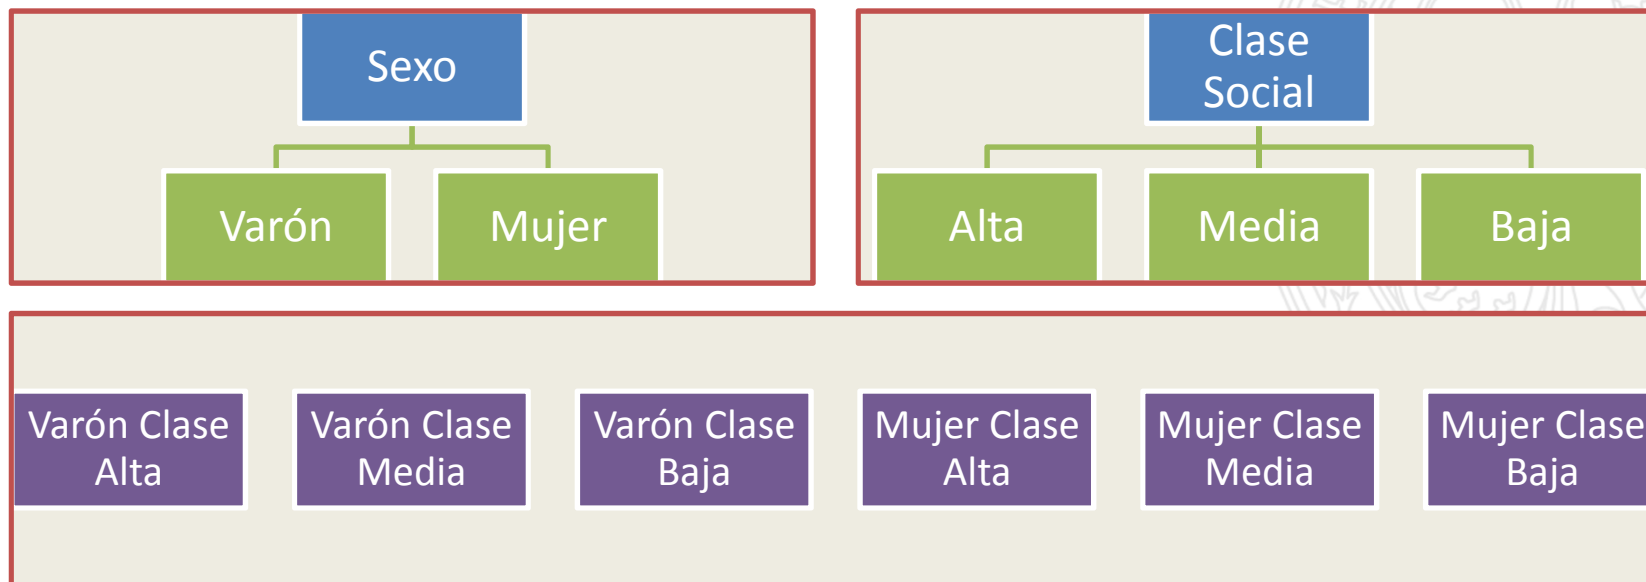 Sexo
Clase
Social
Varón
Mujer
Alta
Media
Baja
Varón Clase
Alta
Varón Clase
Media
Varón Clase
Baja
Mujer Clase
Alta
Mujer Clase
Media
Mujer Clase
Baja